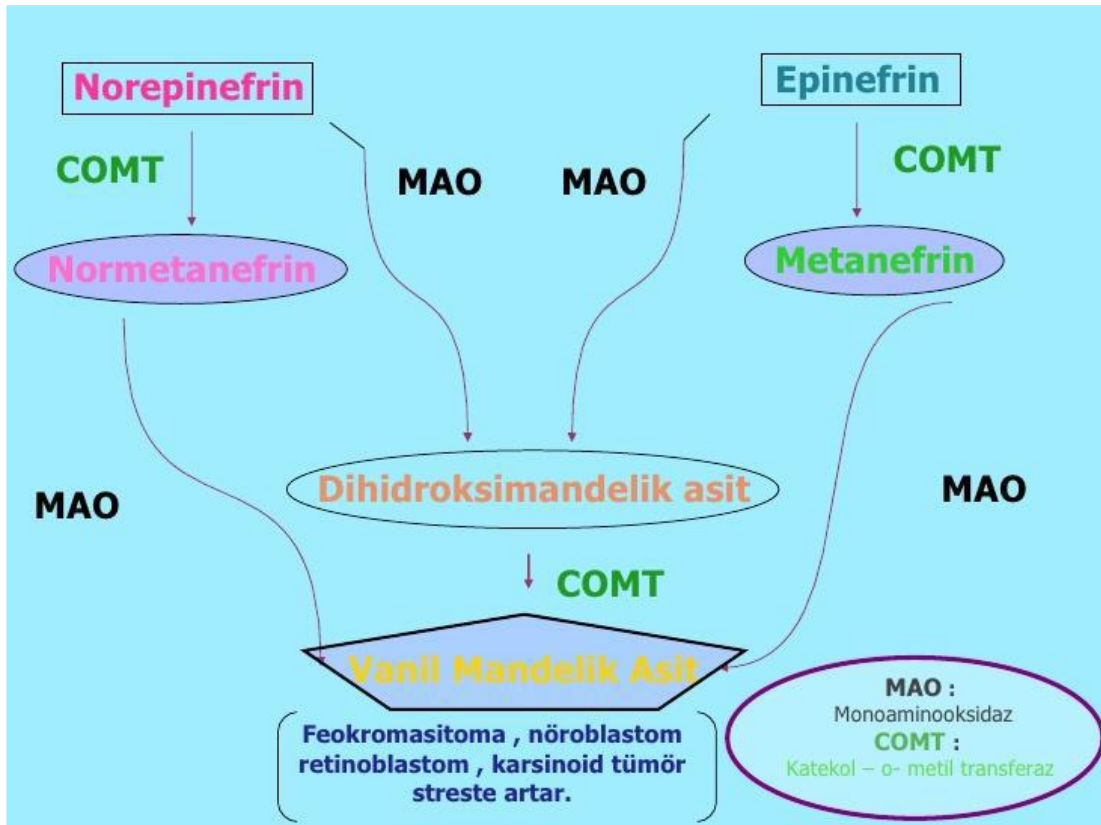 Norepinefrin
Epinefrin
COMT
MAO
MAO
COMT
Normetanefrin
Metanefrin
MAO
Dihidroksimandelik asit
MAO
COMT
Vanil Mandelik Asit
Feokromasitoma , nöroblastom
retinoblastom , karsinoid tümör
streste artar.
MAO :
Monoaminooksidaz
COMT :
Katekol – o- metil transferaz